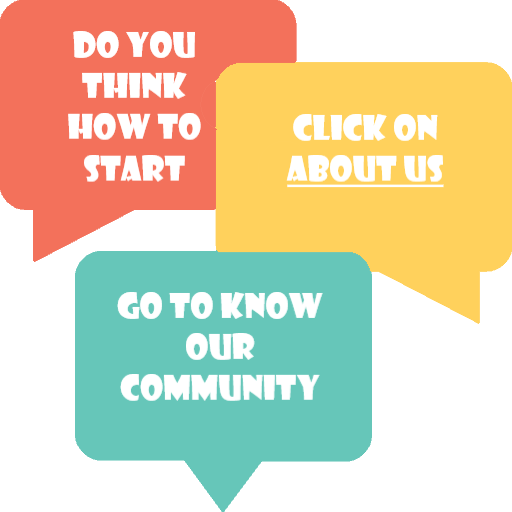 DO YOU
THINK
HOW TO
START
CLICK ON
ABOUT US
GO TO KNOW
OUR
COMMUNITY